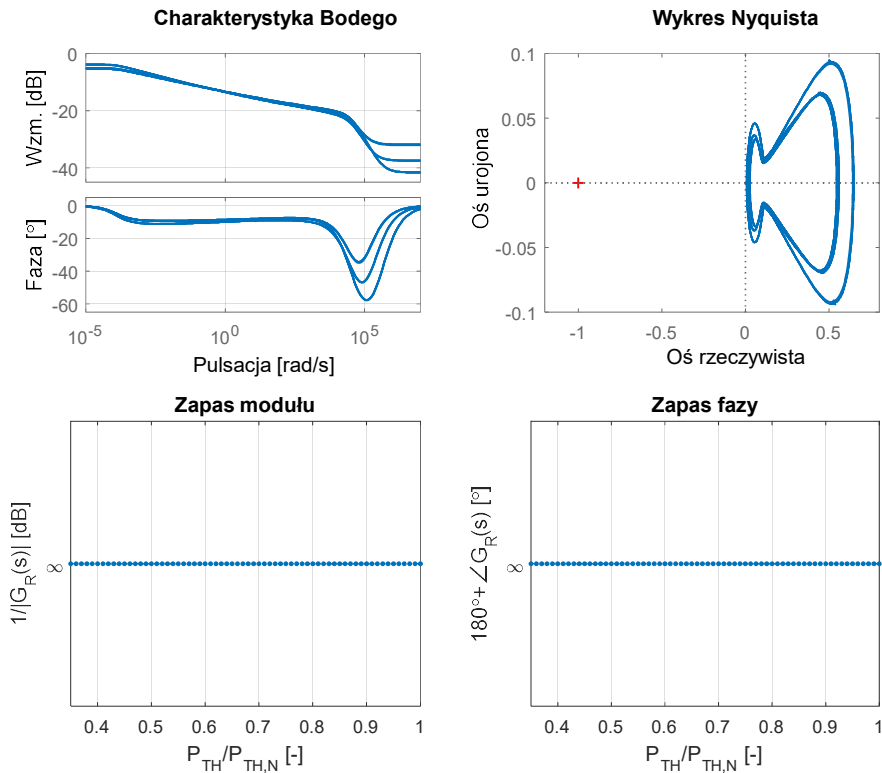 Charakterystyka Bodego
Wzm. [dB]
0
-20
-40
Faza [°]
0
-20
-40
-60
10^-5
10^0
10^5
Pulsacja [rad/s]
Wykres Nyquista
Oś urojona
0.1
0.05
0
-0.05
-0.1
-1
-0.5
0
0.5
Oś rzeczywista
Zapas modułu
1/|G_R(s)| [dB]
∞
0.4 0.5 0.6 0.7 0.8 0.9 1
P_TH/P_TH,N [-]
Zapas fazy
180°+∠G_R(s) [°]
∞
0.4 0.5 0.6 0.7 0.8 0.9 1
P_TH/P_TH,N [-]